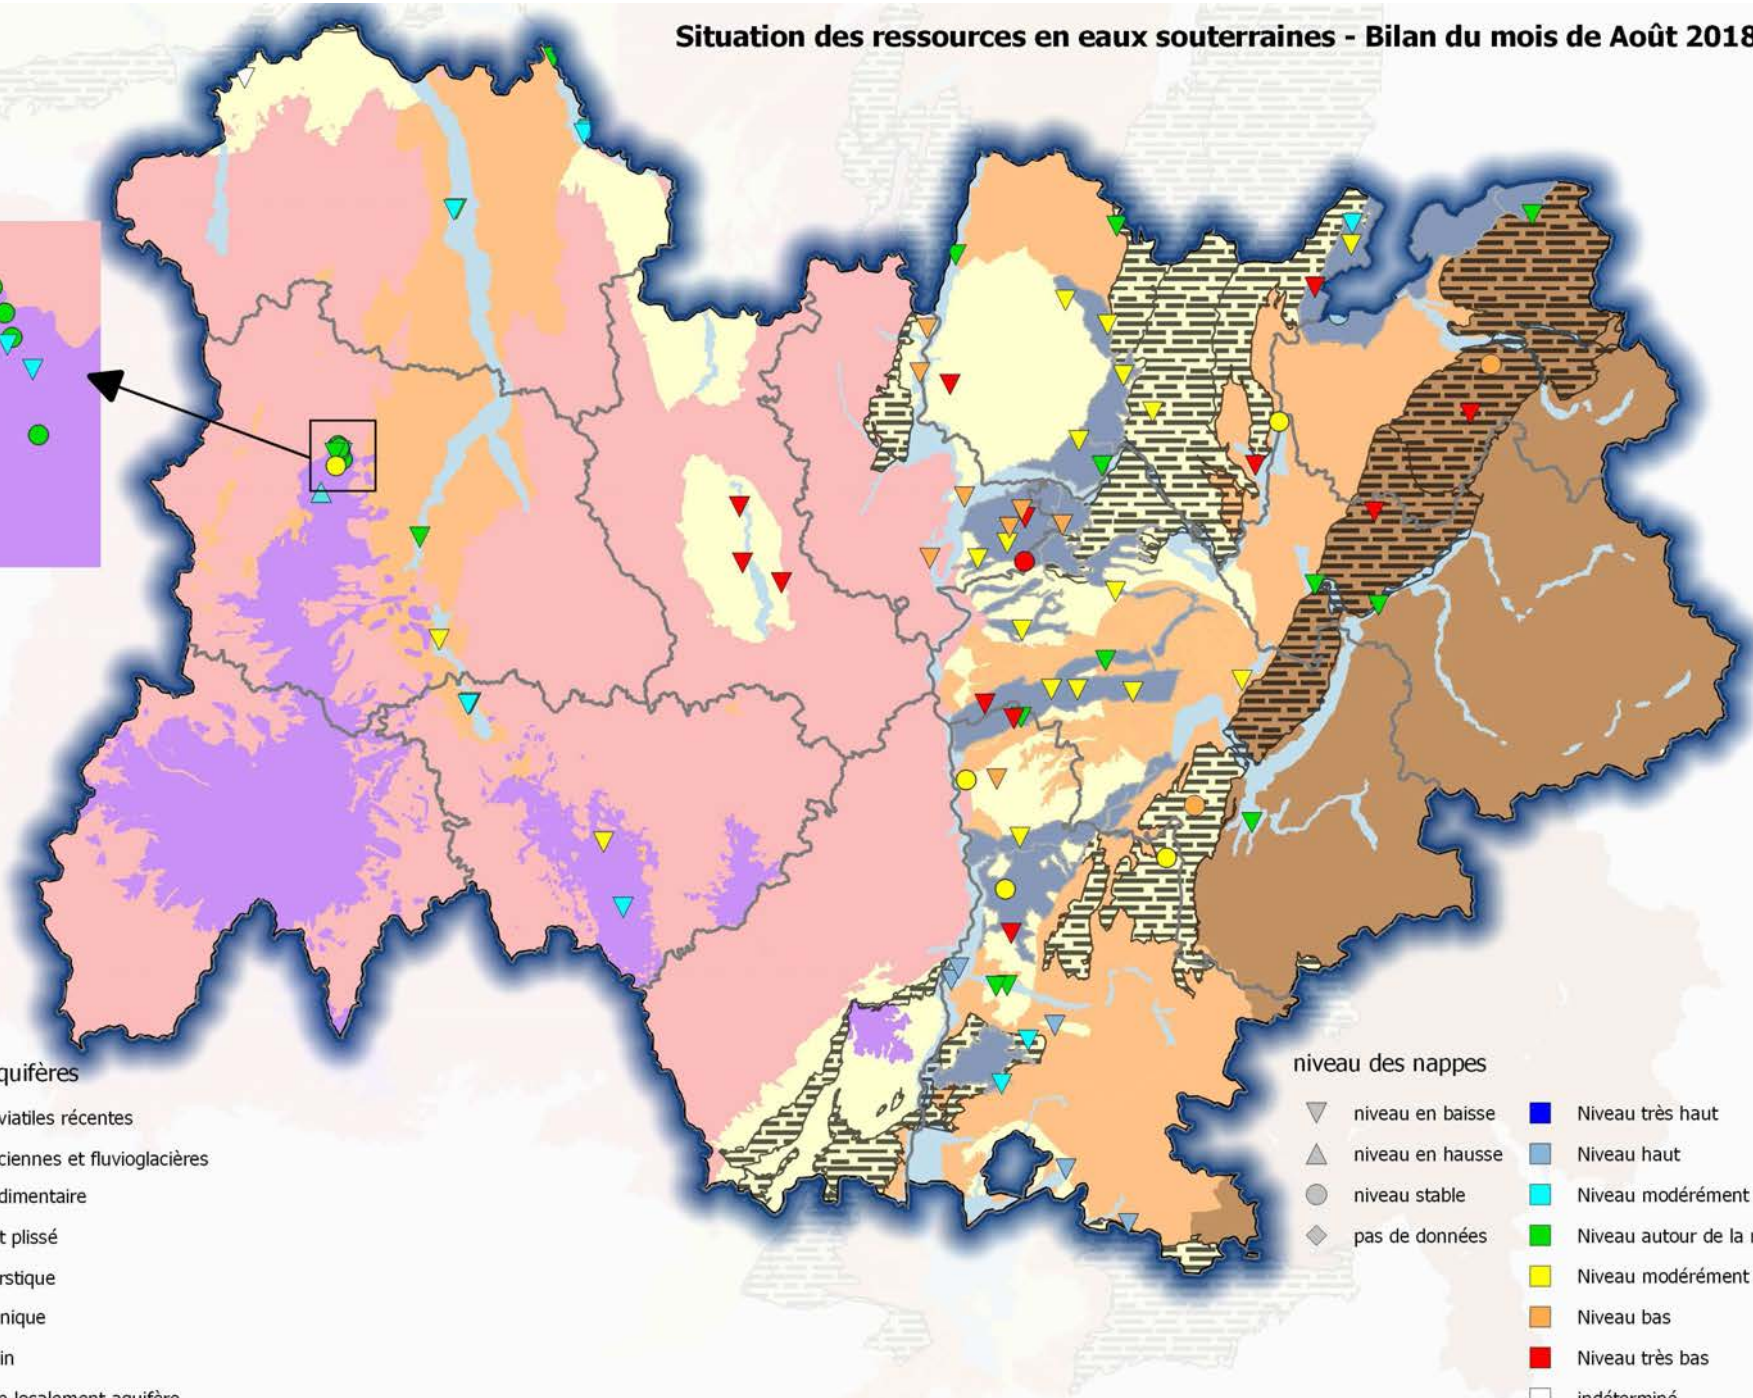 Situation des ressources en eaux souterraines - Bilan du mois de Août 2018
quifères
viatiles récentes
ciennes et fluvioglacières
dimentaire
t plissé
rstique
nique
in
niveau des nappes
niveau en baisse
niveau en hausse
niveau stable
pas de données
Niveau très haut
Niveau haut
Niveau modérément
Niveau autour de la
Niveau modérément
Niveau bas
Niveau très bas
indéterminé